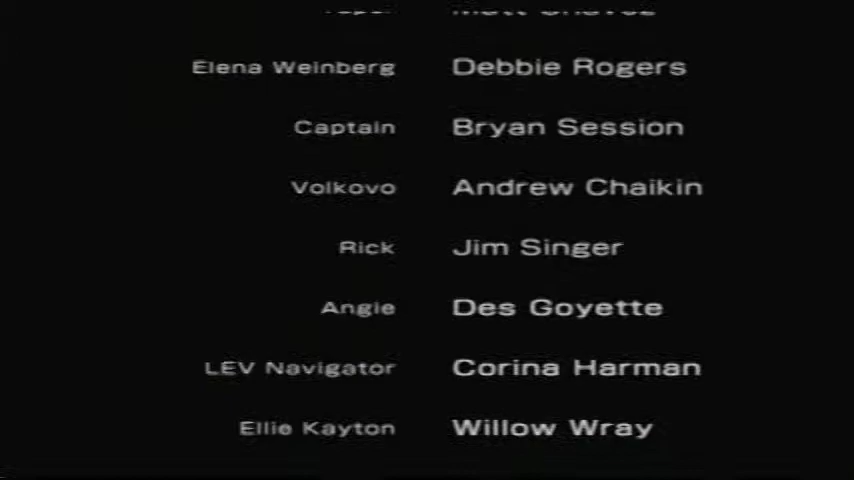 Elena Weinberg Debbie Rogers
Captain Bryan Session
Volkovo Andrew Chaikin
Rick Jim Singer
Angie Des Goyette
LEV Navigator Corina Harman
Ellie Kayton Willow Wray